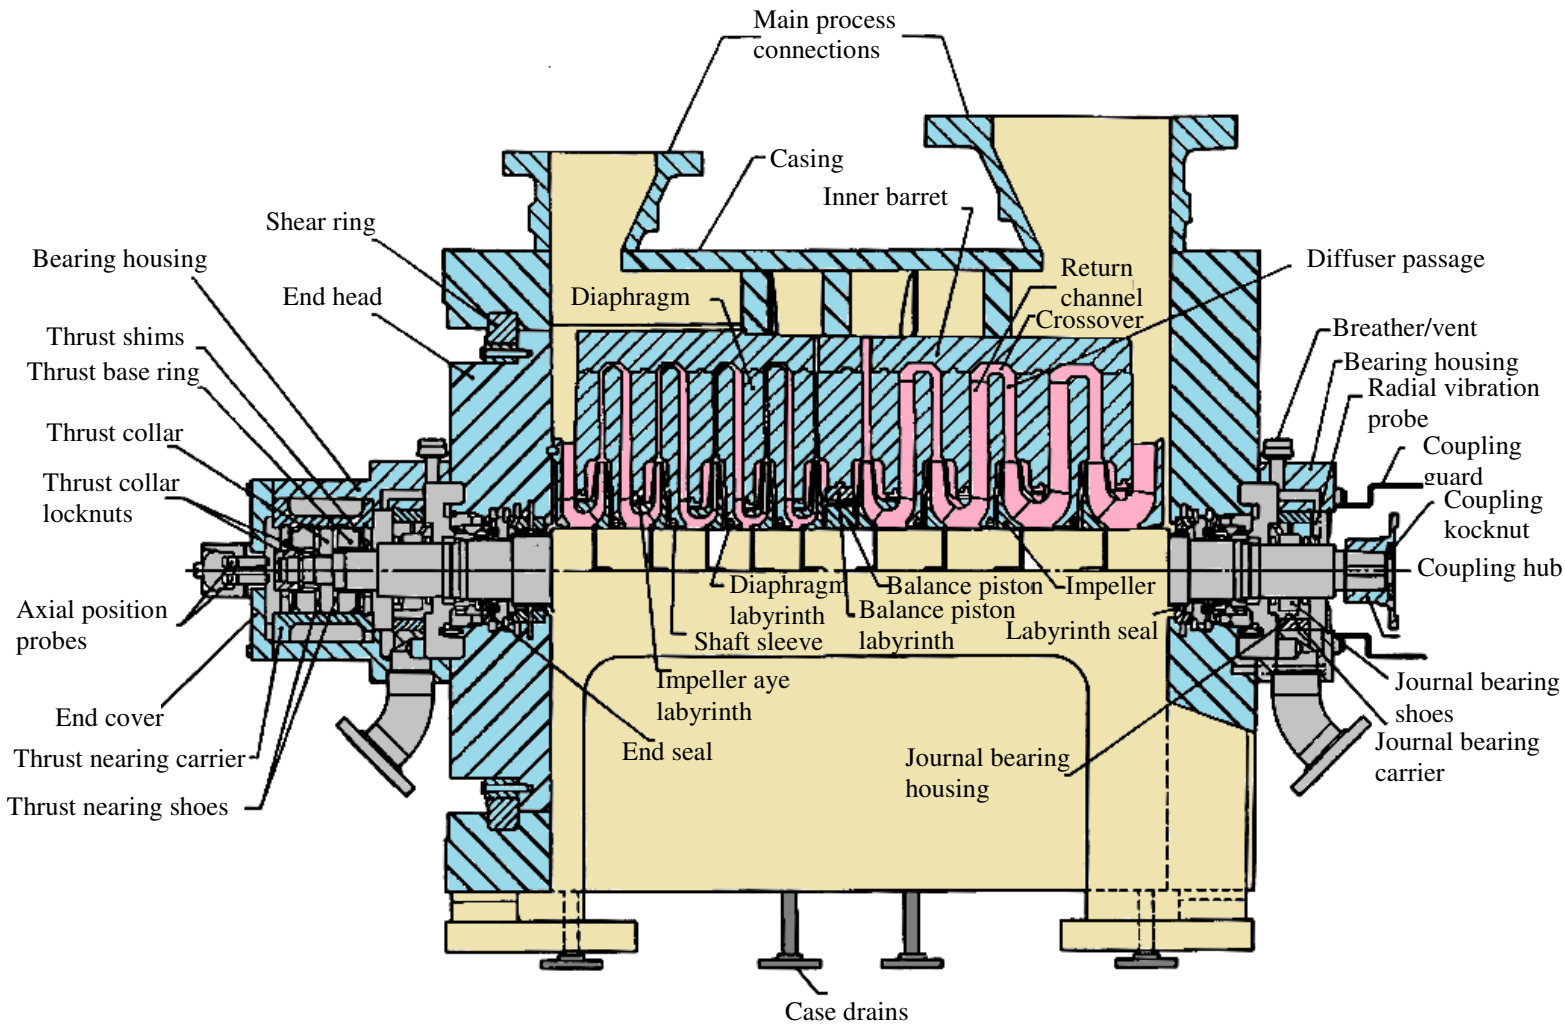 Main process
connections
Casing
Inner barret
Shear ring
Bearing housing
End head
Diaphragm
Return
channel
Crossover
Diffuser passage
Thrust shims
Thrust base ring
Thrust collar
Thrust collar
locknuts
Breather/vent
Bearing housing
Radial vibration
probe
Coupling
guard
Coupling
kocknut
Coupling hub
Axial position
probes
Diaphragm
labyrinth
Balance piston
Impeller
Balance piston
labyrinth
Labyrinth seal
Shaft sleeve
Impeller aye
labyrinth
End cover
End seal
Thrust nearing carrier
Thrust nearing shoes
Journal bearing
housing
Journal bearing
shoes
Journal bearing
carrier
Case drains